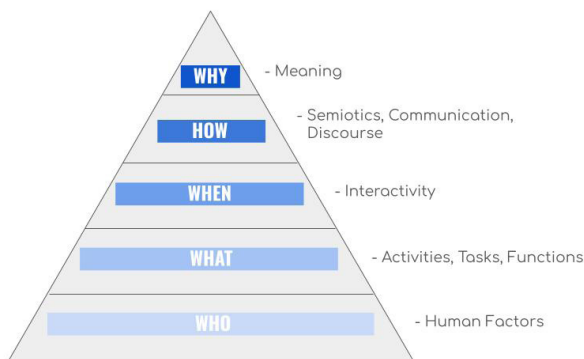 WHY
- Meaning
HOW
- Semiotics, Communication,
Discourse
WHEN
- Interactivity
WHAT
- Activities, Tasks, Functions
WHO
- Human Factors